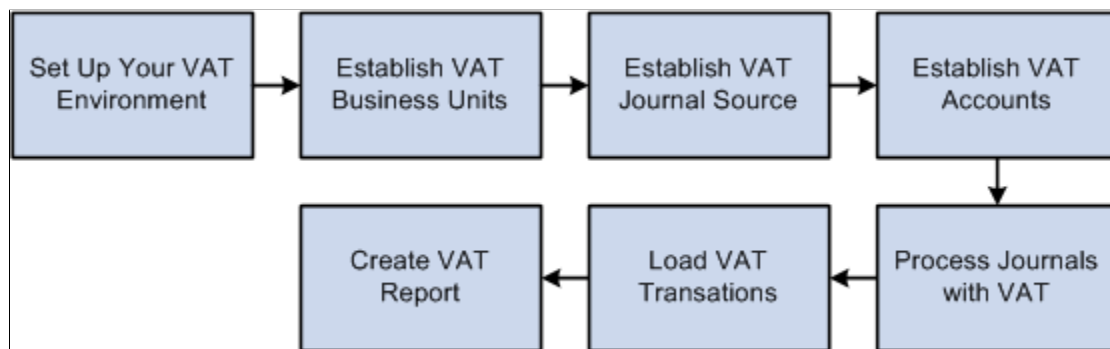 Set Up Your VAT
Environment
Establish VAT
Business Units
Establish VAT
Journal Source
Establish VAT
Accounts
Process Journals
with VAT
Load VAT
Transations
Create VAT
Report